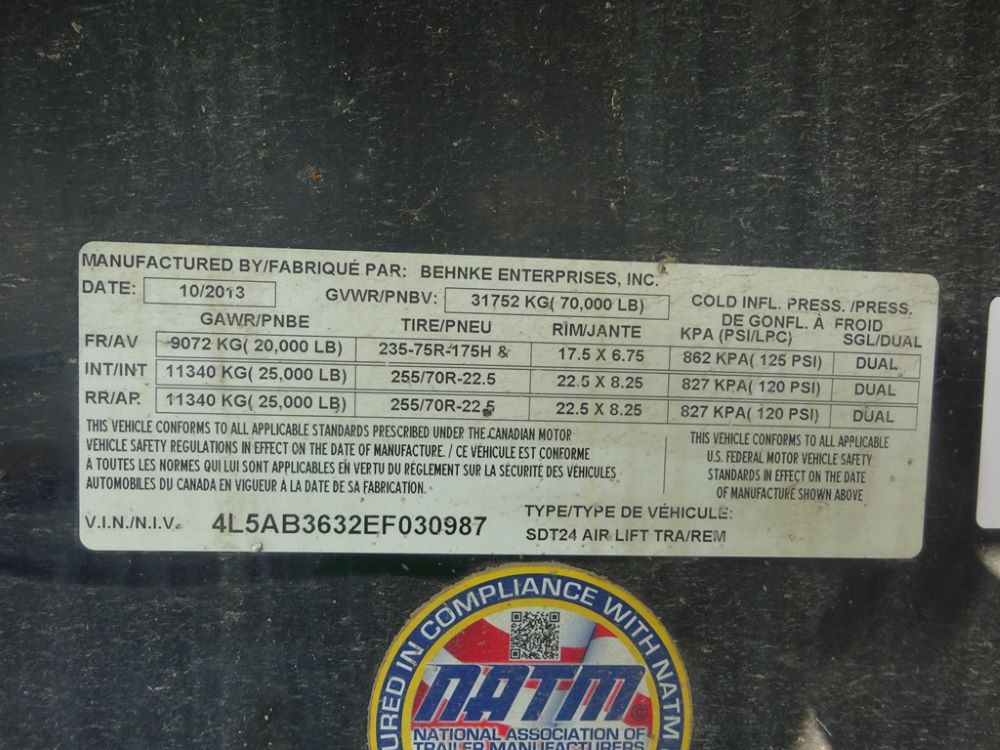 MANUFACTURED BY/FABRIQUÉ PAR: BEHNKE ENTERPRISES, INC.
DATE: 10/2013 GVWR/PNBV: 31752 KG( 70,000 LB)
COLD INFL. PRESS. /PRESS.
DE GONFL. À FROID
GAWR/PNBE TIRE/PNEU RIM/JANTE KPA (PSI/LPC) SGL/DUAL
FR/AV 9072 KG( 20,000 LB) 235-75R-175H & 17.5 X 6.75 862 KPA( 125 PSI) DUAL
INT/INT 11340 KG( 25,000 LB) 255/70R-22.5 22.5 X 8.25 827 KPA( 120 PSI) DUAL
RR/AR 11340 KG( 25,000 LB) 255/70R-22.5 22.5 X 8.25 827 KPA( 120 PSI) DUAL
THIS VEHICLE CONFORMS TO ALL APPLICABLE STANDARDS PRESCRIBED UNDER THE CANADIAN MOTOR
VEHICLE SAFETY REGULATIONS IN EFFECT ON THE DATE OF MANUFACTURE. / CE VÉHICULE EST CONFORME
À TOUTES LES NORMES QUI LUI SONT APPLICABLES EN VERTU DU RÉGLEMENT SUR LA SÉCURITÉ DES VÉHICULES
AUTOMOBILES DU CANADA EN VIGUEUR À LA DATE DE SA FABRICATION.
THIS VEHICLE CONFORMS TO ALL APPLICABLE
U.S. FEDERAL MOTOR VEHICLE SAFETY
STANDARDS IN EFFECT ON THE DATE
OF MANUFACTURE SHOWN ABOVE
V.I.N./N.I.V. 4L5AB3632EF030987
TYPE/TYPE DE VÉHICULE:
SDT24 AIR LIFT TRA/REM
IN COMPLIANCE WITH NATM
NATM ©
NATIONAL ASSOCIATION OF
TRAILER MANUFACTURERS